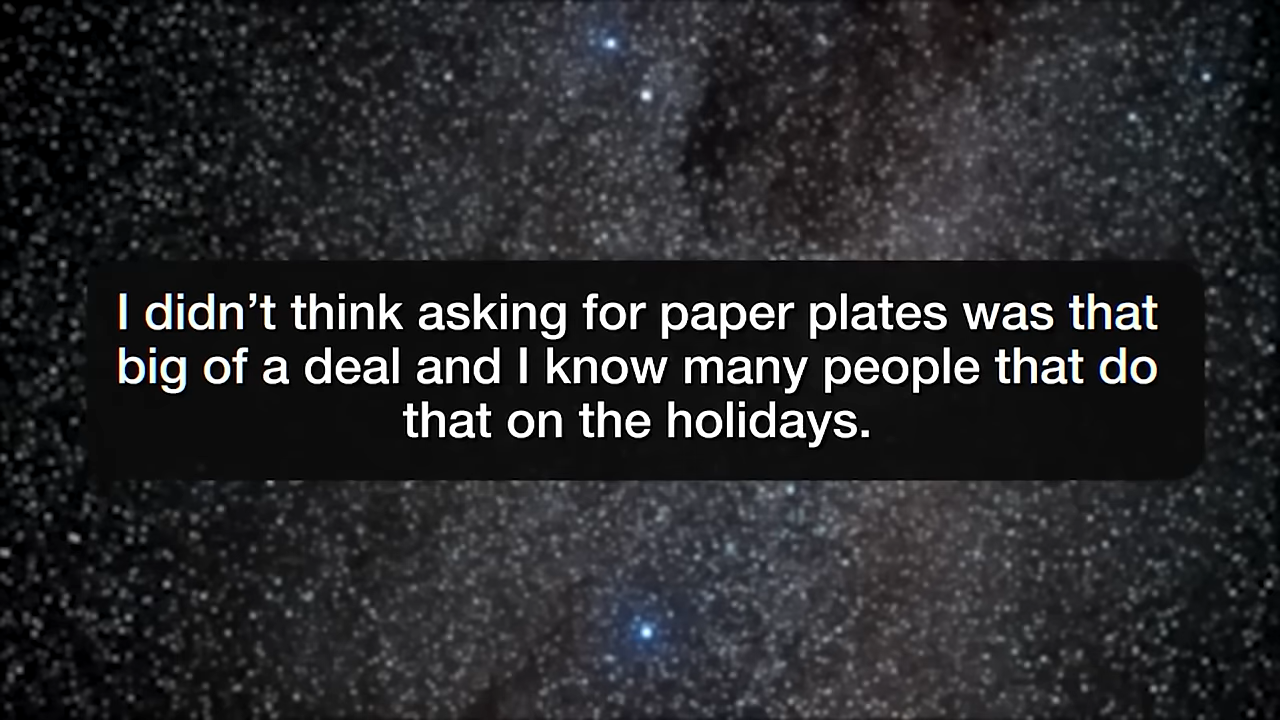 I didn’t think asking for paper plates was that
big of a deal and I know many people that do
that on the holidays.